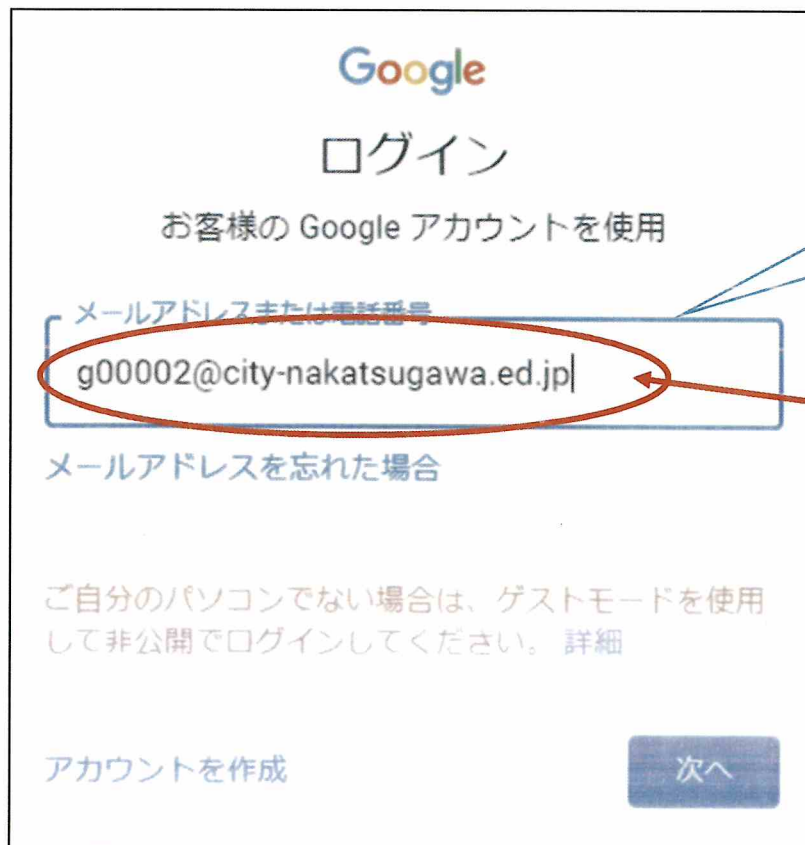 Google
ログイン
お客様の Google アカウントを使用
メールアドレスまたは電話番号
g00002@city-nakatsugawa.ed.jp
メールアドレスを忘れた場合
ご自分のパソコンでない場合は、ゲストモードを使用
して非公開でログインしてください。 詳細
アカウントを作成
次へ